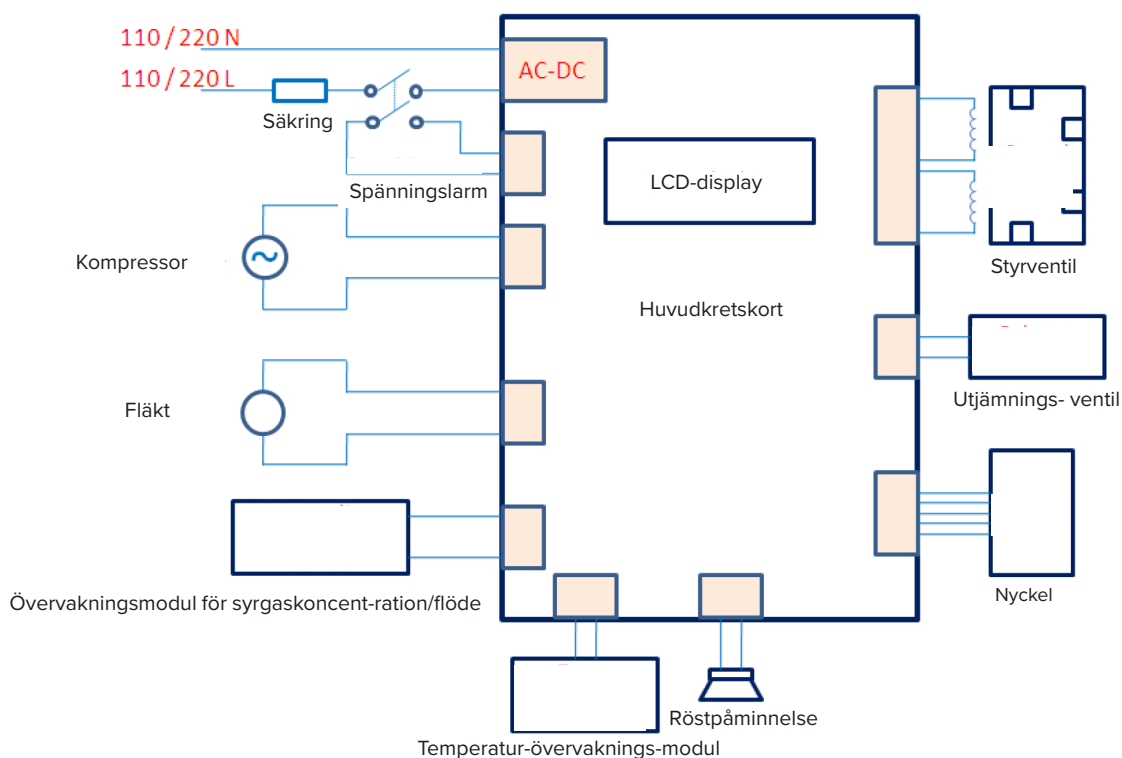 110 / 220 N
110 / 220 L
AC-DC
Säkring
Spänningslarm
LCD-display
Styrventil
Kompressor
Huvudkretskort
Fläkt
Utjämnings- ventil
Övervakningsmodul för syrgaskoncent-ration/flöde
Nyckel
Röstpåminnelse
Temperatur-övervaknings-modul